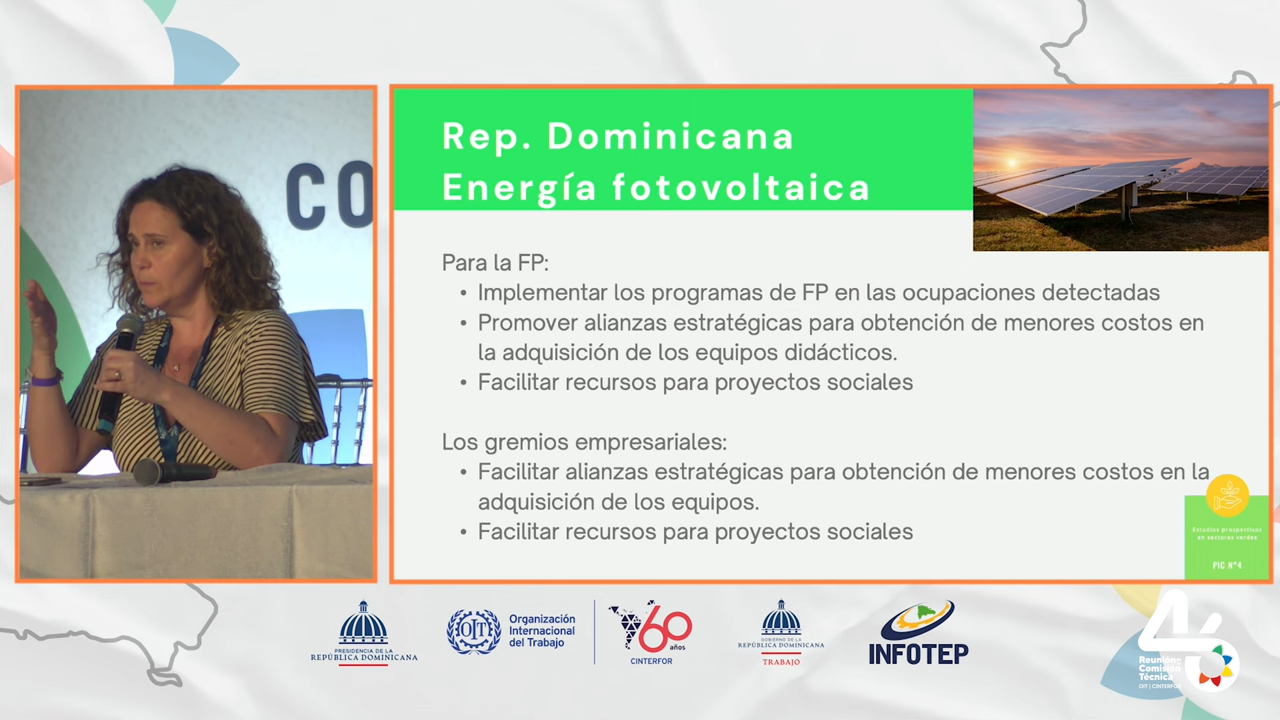 CO
Rep. Dominicana
Energía fotovoltaica
Para la FP:
• Implementar los programas de FP en las ocupaciones detectadas
• Promover alianzas estratégicas para obtención de menores costos en
la adquisición de los equipos didácticos.
• Facilitar recursos para proyectos sociales
Los gremios empresariales:
• Facilitar alianzas estratégicas para obtención de menores costos en la
adquisición de los equipos.
• Facilitar recursos para proyectos sociales
Estudios prospectivos
en sectores verdes
PIC N°4
PRESIDENCIA DE LA
REPÚBLICA DOMINICANA
OIT
Organización
Internacional
del Trabajo
60
años
CINTERFOR
GOBIERNO DE LA
REPÚBLICA DOMINICANA
TRABAJO
INFOTEP
46
Reunión
Comisión
Técnica
OIT | CINTERFOR